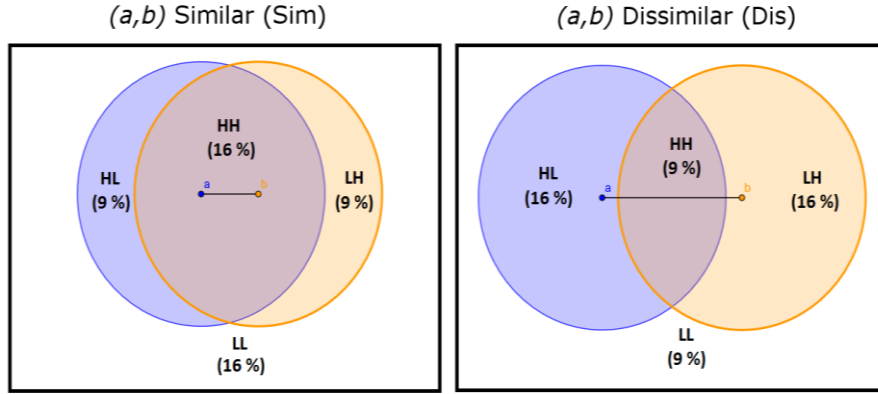 (a,b) Similar (Sim)
HH
(16 %)
HL
(9 %)
a
b
LH
(9 %)
LL
(16 %)
(a,b) Dissimilar (Dis)
HH
(9 %)
HL
(16 %)
a
b
LH
(16 %)
LL
(9 %)